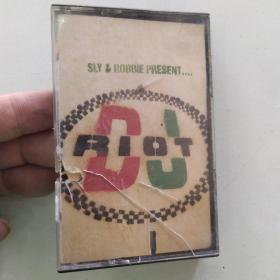 SLY & ROBBIE PRESENT....
DJ
RIOT